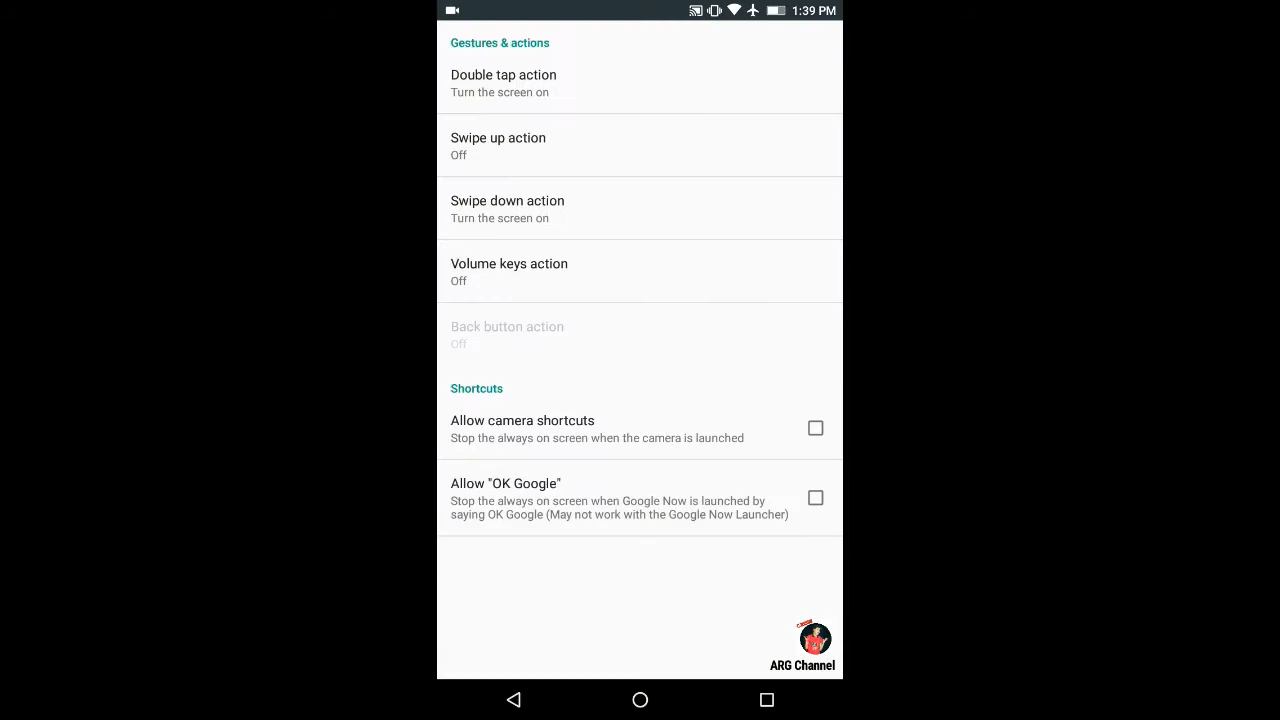 1:39 PM
Gestures & actions
Double tap action
Turn the screen on
Swipe up action
Off
Swipe down action
Turn the screen on
Volume keys action
Off
Back button action
Off
Shortcuts
Allow camera shortcuts
Stop the always on screen when the camera is launched
Allow "OK Google"
Stop the always on screen when Google Now is launched by
saying OK Google (May not work with the Google Now Launcher)
ARG Channel